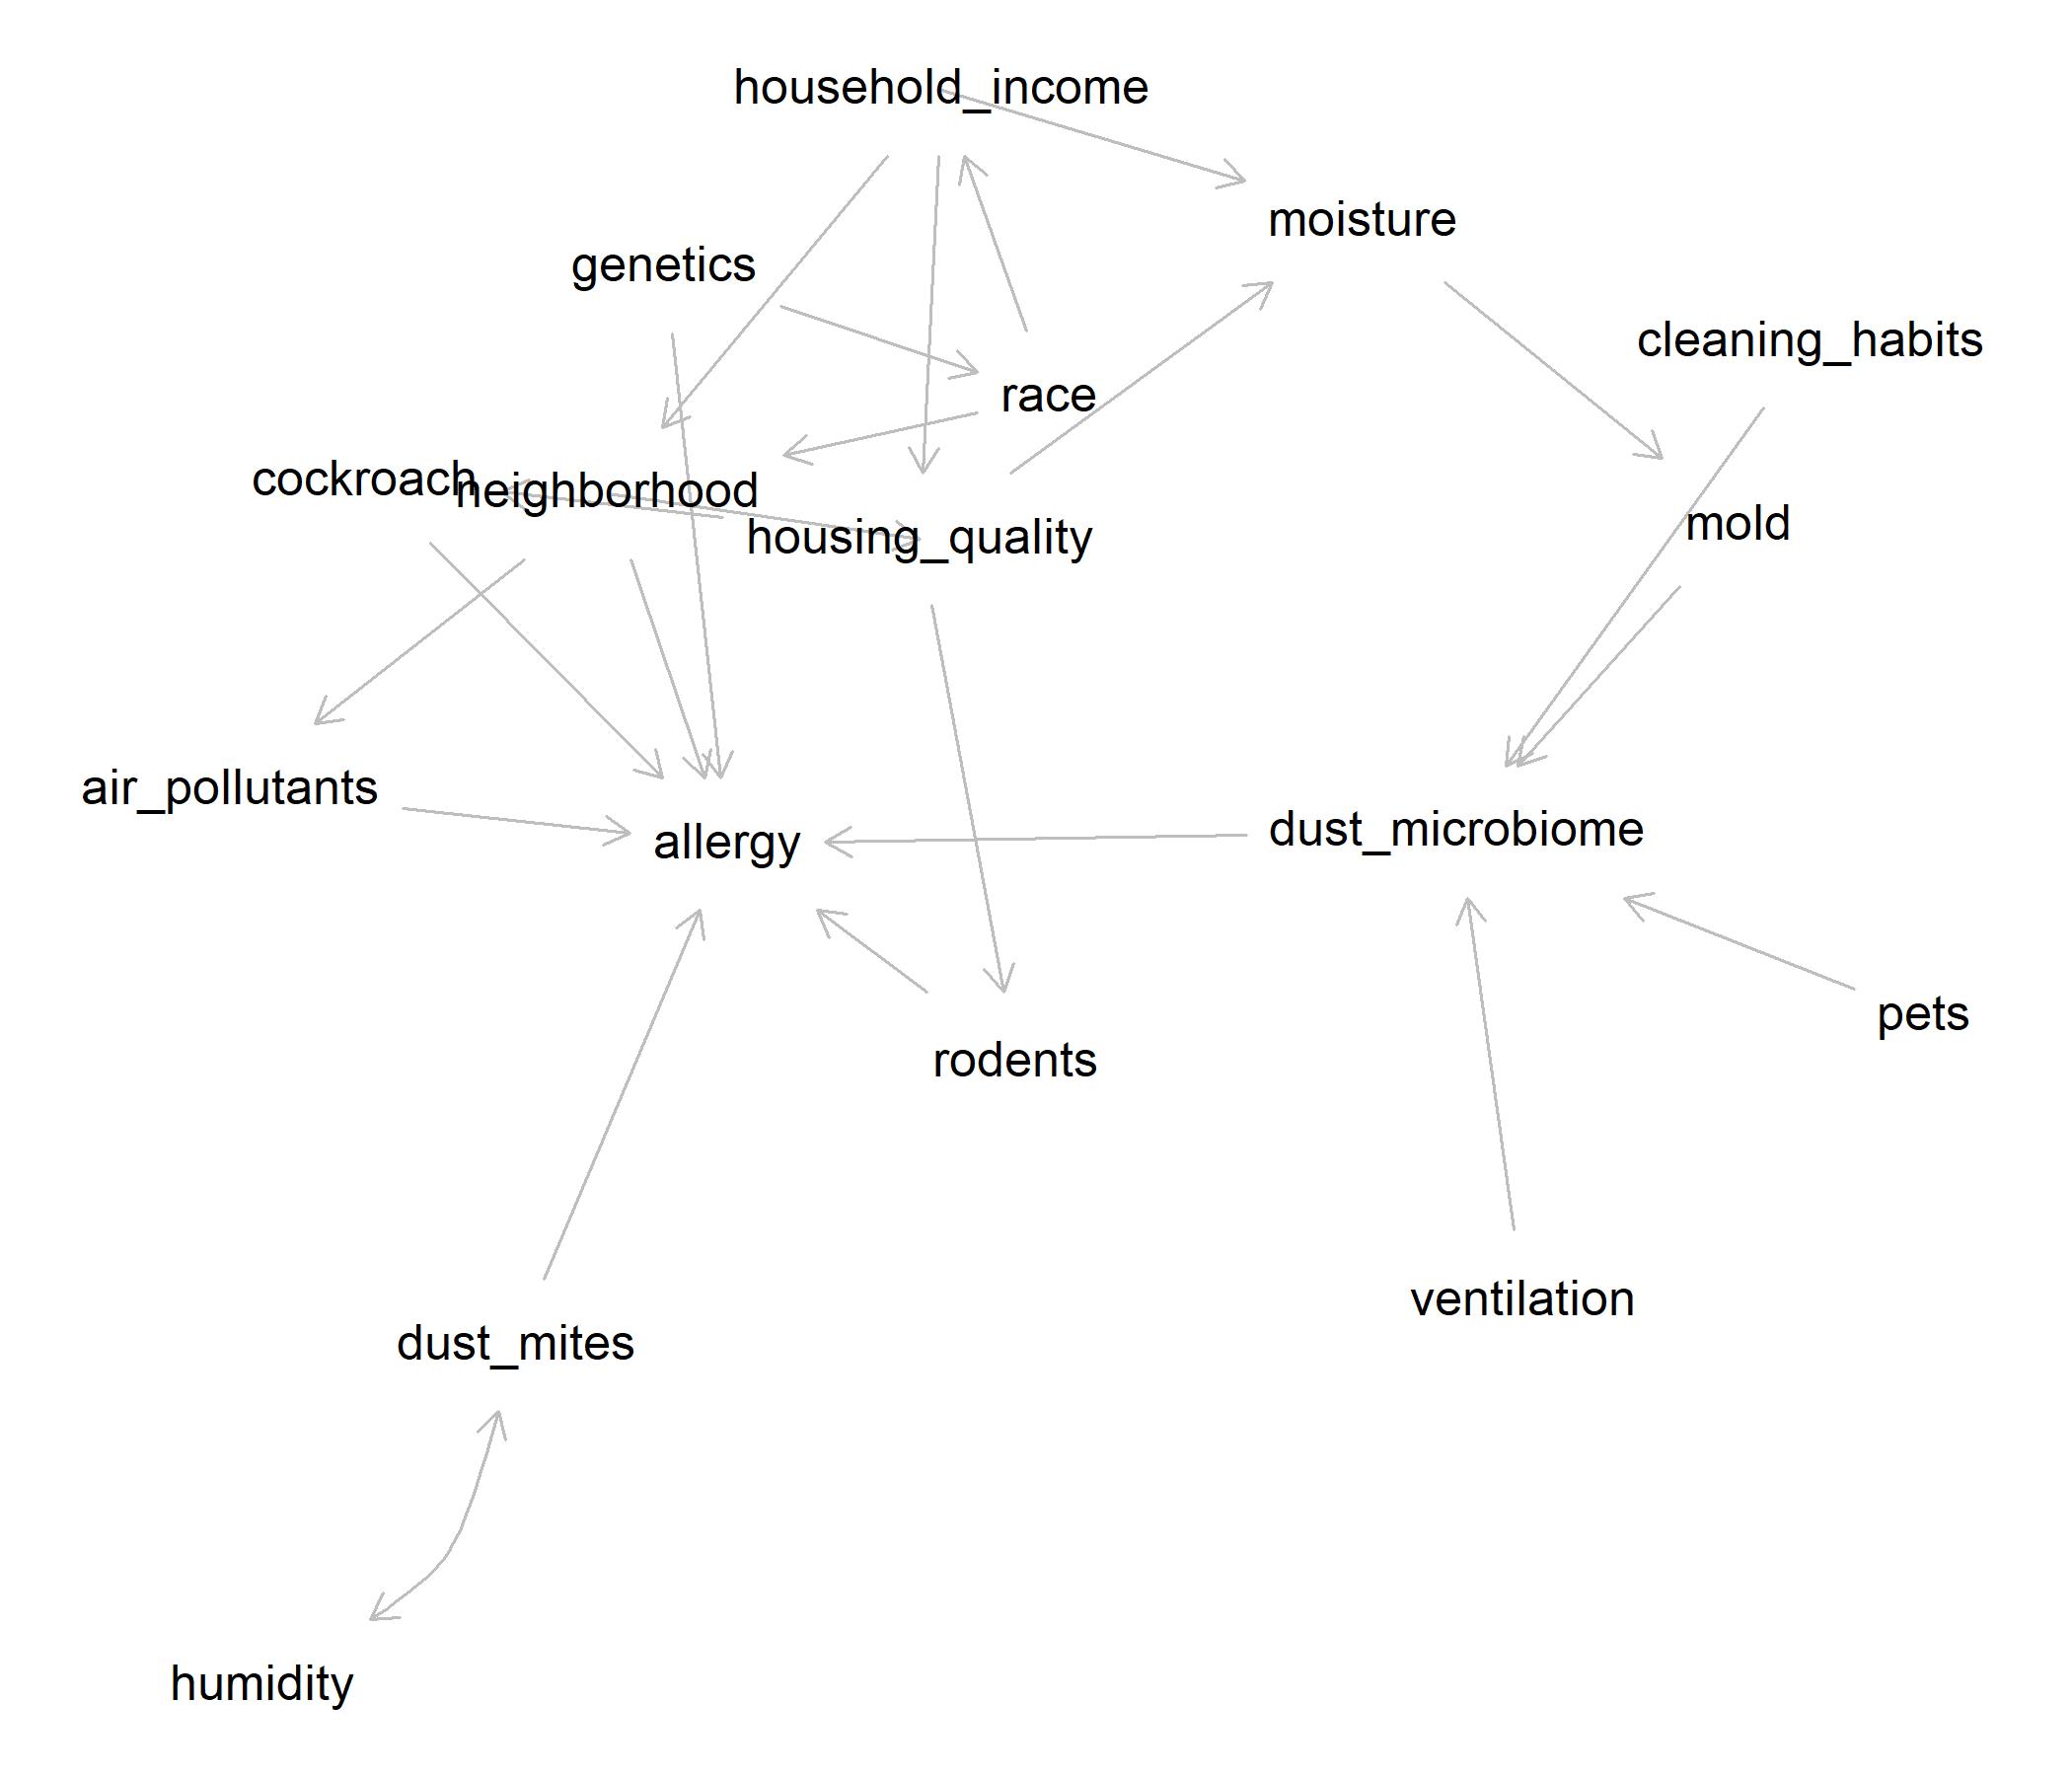 household_income
moisture
genetics
cleaning_habits
race
cockroach
neighborhood
mold
housing_quality
air_pollutants
dust_microbiome
allergy
pets
rodents
ventilation
dust_mites
humidity